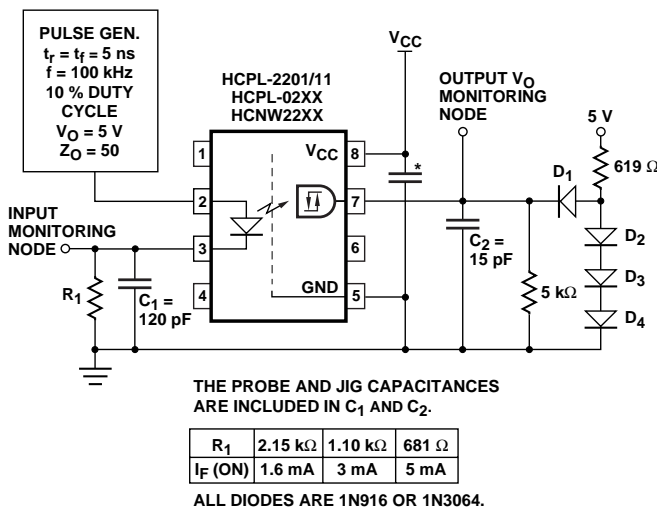 PULSE GEN.
tr = tf = 5 ns
f = 100 kHz
10 % DUTY
CYCLE
VO = 5 V
ZO = 50
HCPL-2201/11
HCPL-02XX
HCNW22XX
VCC
OUTPUT VO
MONITORING
NODE
5 V
619 Ω
D1
D2
D3
D4
1
2
3
4
VCC
8
7
6
GND
5
*
INPUT
MONITORING
NODE
R1
C1 =
120 pF
C2 =
15 pF
5 kΩ
THE PROBE AND JIG CAPACITANCES
ARE INCLUDED IN C1 AND C2.
R1 2.15 kΩ 1.10 kΩ 681 Ω
IF (ON) 1.6 mA 3 mA 5 mA
ALL DIODES ARE 1N916 OR 1N3064.